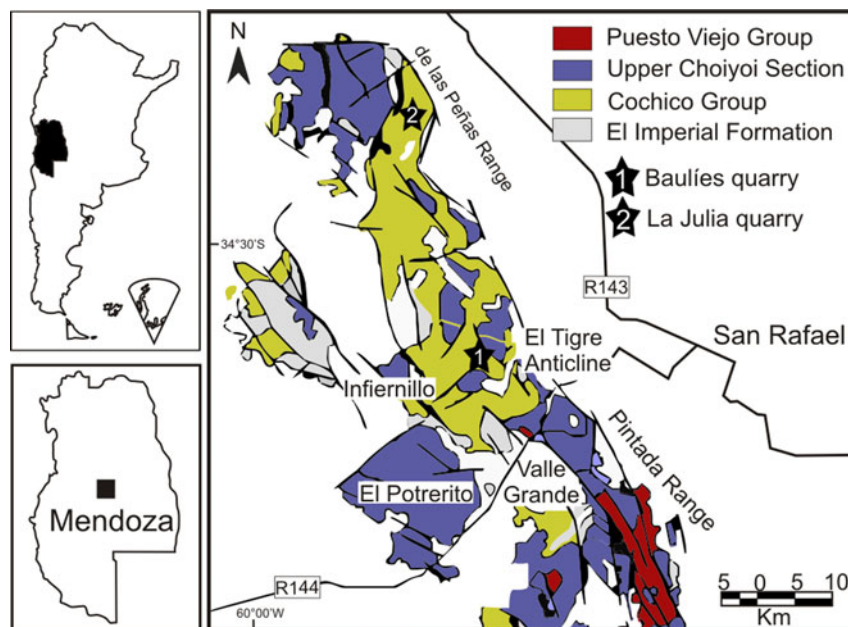 N
de las Peñas Range
Puesto Viejo Group
Upper Choiyoi Section
Cochico Group
El Imperial Formation
1 Baulíes quarry
2 La Julia quarry
2
34°30'S
R143
San Rafael
El Tigre
Anticline
1
Infiernillo
Pintada Range
Valle
Grande
El Potrerito
Mendoza
R144
60°00'W
5 0 5 10
Km